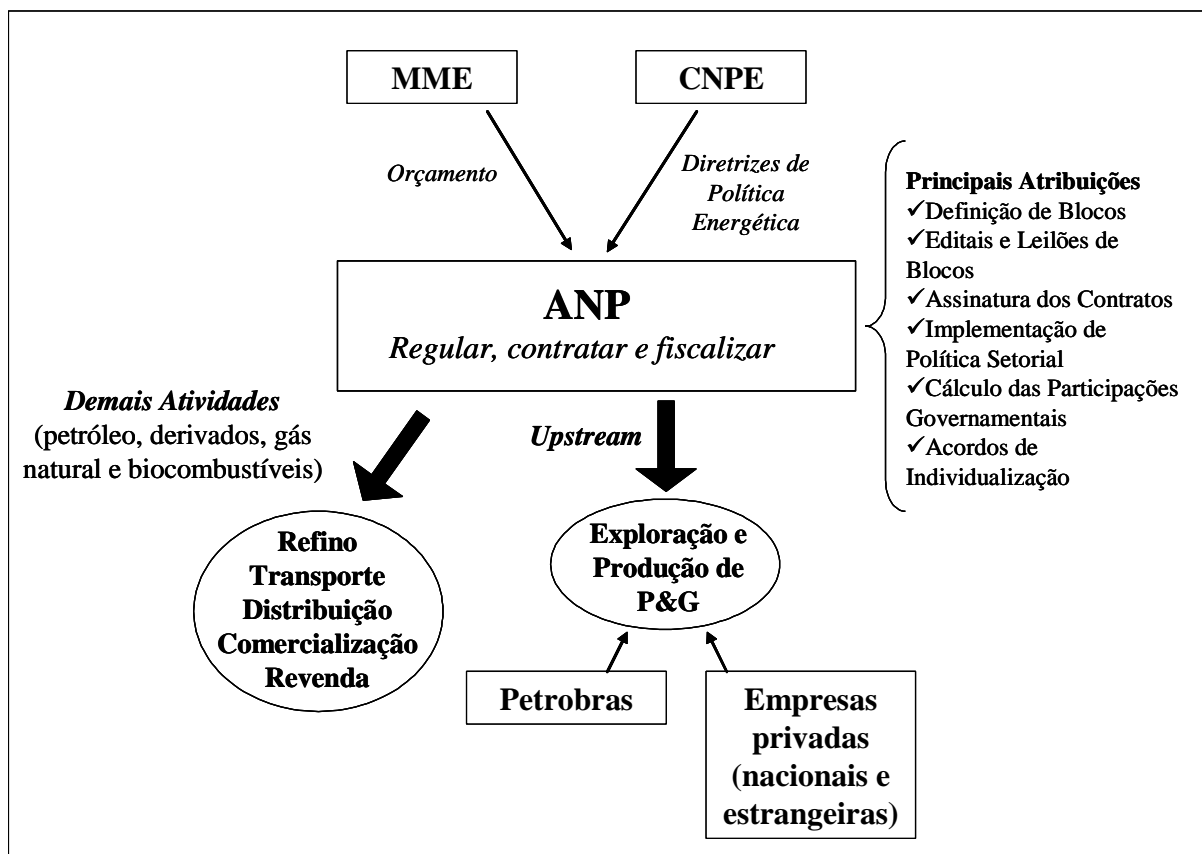 MME
CNPE
Orçamento
Diretrizes de
Política
Energética
Principais Atribuições
✓Definição de Blocos
✓Editais e Leilões de
Blocos
✓Assinatura dos Contratos
✓Implementação de
Política Setorial
✓Cálculo das Participações
Governamentais
✓Acordos de
Individualização
ANP
Regular, contratar e fiscalizar
Demais Atividades
(petróleo, derivados, gás
natural e biocombustíveis)
Upstream
Refino
Transporte
Distribuição
Comercialização
Revenda
Exploração e
Produção de
P&G
Petrobras
Empresas
privadas
(nacionais e
estrangeiras)